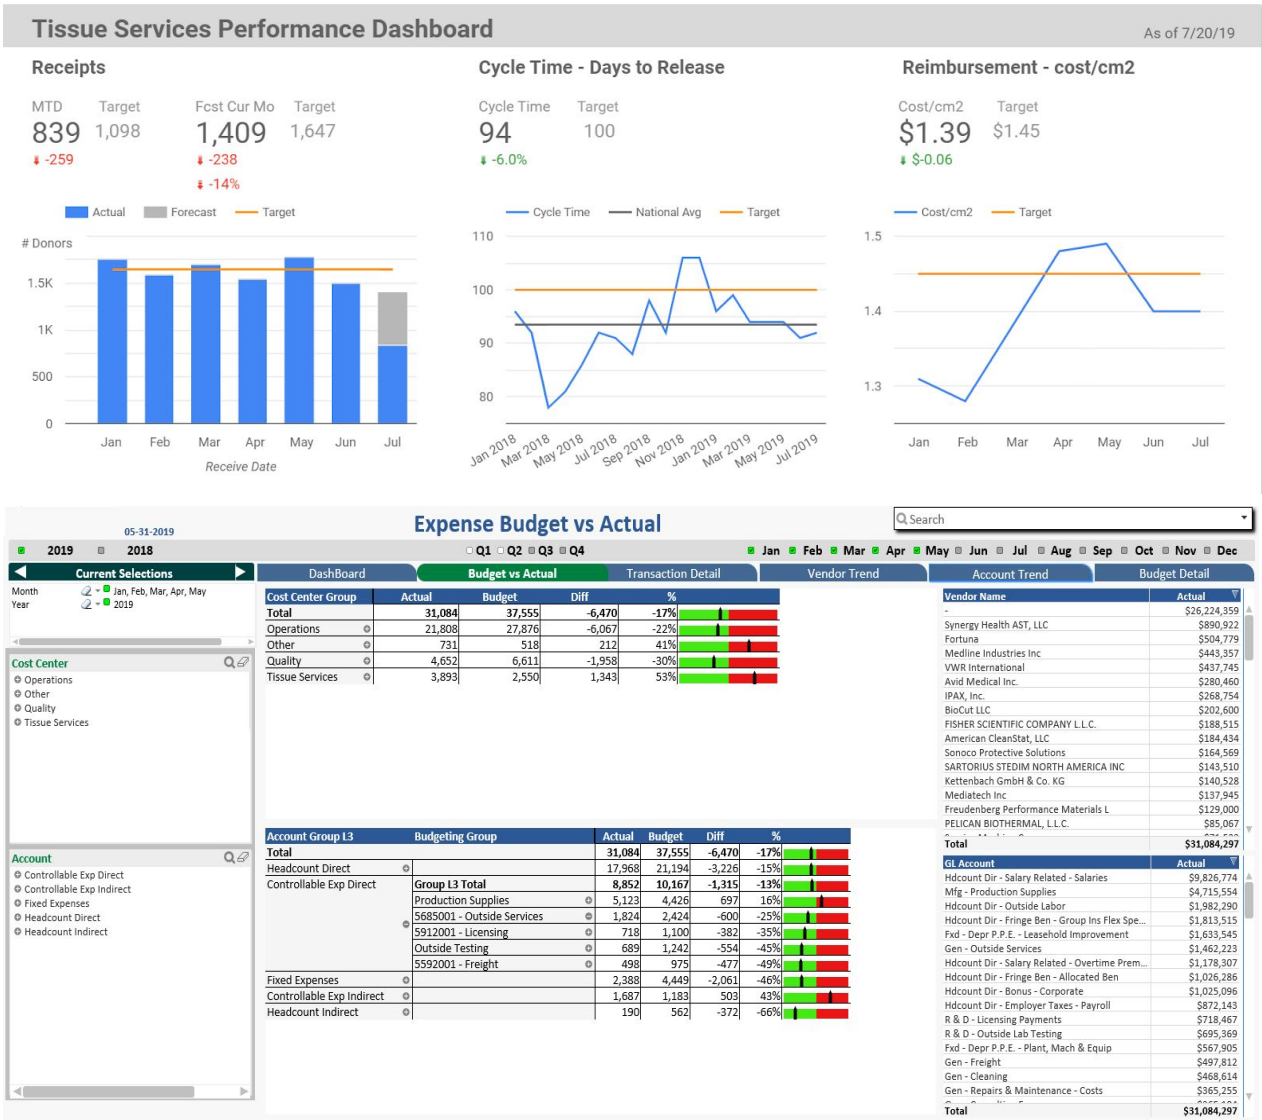 Tissue Services Performance Dashboard
As of 7/20/19
Receipts
Cycle Time - Days to Release
Reimbursement - cost/cm2
MTD Target Fcst Cur Mo Target
839 1,098 1,409 1,647
-259 -238
-14%
Cycle Time Target
94 100
-6.0%
Cost/cm2 Target
$1.39 $1.45
$-0.06
Actual Forecast Target
# Donors
1.5K
1K
500
0
Jan Feb Mar Apr May Jun Jul
Receive Date
Cycle Time National Avg Target
110
100
90
80
Jan 2018 Mar 2018 May 2018 Jul 2018 Sep 2018 Nov 2018 Jan 2019 Mar 2019 May 2019 Jul 2019
Cost/cm2 Target
1.5
1.4
1.3
Jan Feb Mar Apr May Jun Jul
05-31-2019
Expense Budget vs Actual
Search
2019 2018
Q1 Q2 Q3 Q4
Jan Feb Mar Apr May Jun Jul Aug Sep Oct Nov Dec
Current Selections
DashBoard Budget vs Actual Transaction Detail Vendor Trend Account Trend Budget Detail
Month Jan, Feb, Mar, Apr, May
Year 2019
Cost Center
Operations
Other
Quality
Tissue Services
Account
Controllable Exp Direct
Controllable Exp Indirect
Fixed Expenses
Headcount Direct
Headcount Indirect
Cost Center Group Actual Budget Diff %
Total 31,084 37,555 -6,470 -17%
Operations 21,808 27,876 -6,067 -22%
Other 731 518 212 41%
Quality 4,652 6,611 -1,958 -30%
Tissue Services 3,893 2,550 1,343 53%
Account Group L3 Budgeting Group Actual Budget Diff %
Total 31,084 37,555 -6,470 -17%
Headcount Direct 17,968 21,194 -3,226 -15%
Controllable Exp Direct Group L3 Total 8,852 10,167 -1,315 -13%
Production Supplies 5,123 4,426 697 16%
5685001 - Outside Services 1,824 2,424 -600 -25%
5912001 - Licensing 718 1,100 -382 -35%
Outside Testing 689 1,242 -554 -45%
5592001 - Freight 498 975 -477 -49%
Fixed Expenses 2,388 4,449 -2,061 -46%
Controllable Exp Indirect 1,687 1,183 503 43%
Headcount Indirect 190 562 -372 -66%
Vendor Name Actual
- $26,224,359
Synergy Health AST, LLC $890,922
Fortuna $504,779
Medline Industries Inc $443,357
VWR International $437,745
Avid Medical Inc. $280,460
IPAX, Inc. $268,754
BioCut LLC $202,600
FISHER SCIENTIFIC COMPANY L.L.C. $188,515
American CleanStat, LLC $184,434
Sonoco Protective Solutions $164,569
SARTORIUS STEDIM NORTH AMERICA INC $143,510
Kettenbach GmbH & Co. KG $140,528
Mediatech Inc $137,945
Freudenberg Performance Materials L $129,000
PELICAN BIOTHERMAL, L.L.C. $85,067
Total $31,084,297
GL Account Actual
Hdcount Dir - Salary Related - Salaries $9,826,774
Mfg - Production Supplies $4,715,554
Hdcount Dir - Outside Labor $1,982,290
Hdcount Dir - Fringe Ben - Group Ins Flex Spe... $1,813,515
Fxd - Depr P.P.E. - Leasehold Improvement $1,633,545
Gen - Outside Services $1,462,223
Hdcount Dir - Salary Related - Overtime Prem... $1,178,307
Hdcount Dir - Fringe Ben - Allocated Ben $1,026,286
Hdcount Dir - Bonus - Corporate $1,025,096
Hdcount Dir - Employer Taxes - Payroll $872,143
R & D - Licensing Payments $718,467
R & D - Outside Lab Testing $695,369
Fxd - Depr P.P.E. - Plant, Mach & Equip $567,905
Gen - Freight $497,812
Gen - Cleaning $468,614
Gen - Repairs & Maintenance - Costs $365,255
Total $31,084,297